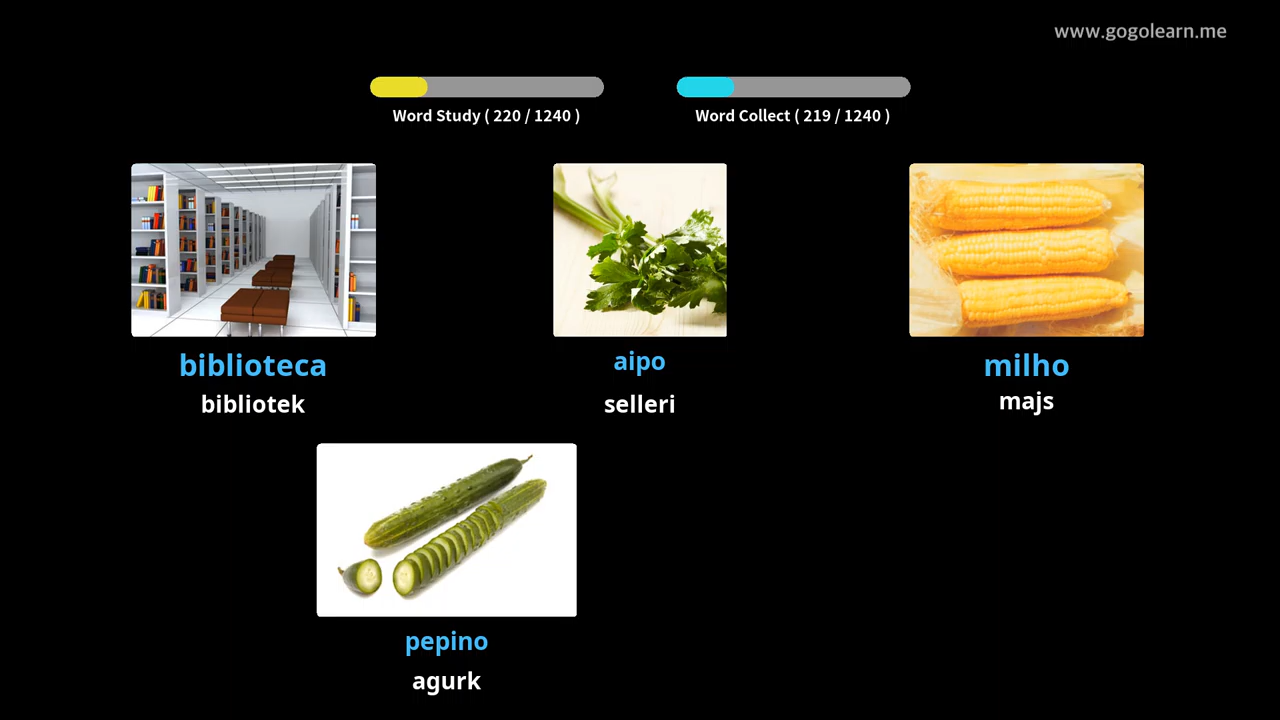 www.gogolearn.me
Word Study ( 220 / 1240 )
Word Collect ( 219 / 1240 )
biblioteca
bibliotek
aipo
selleri
milho
majs
pepino
agurk